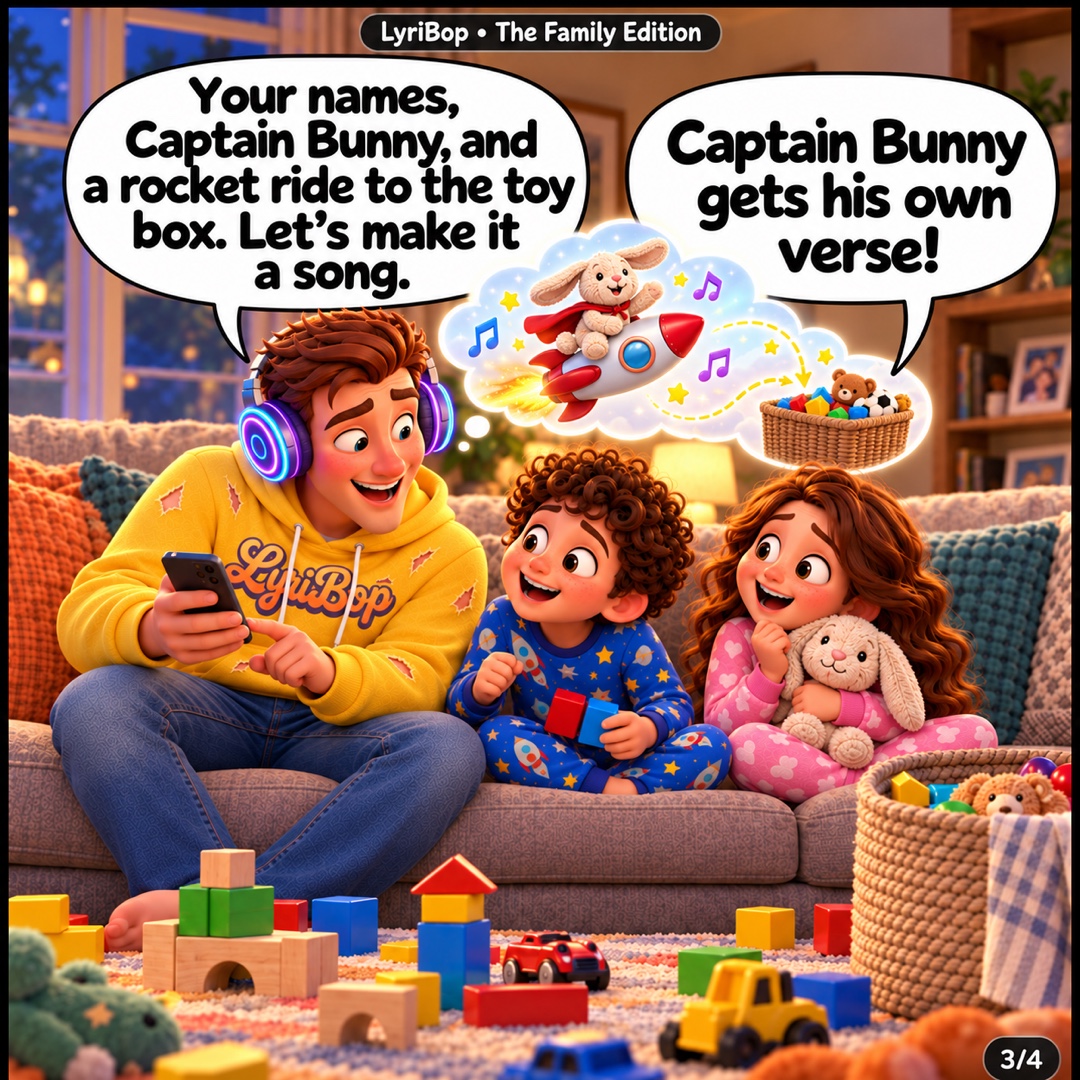 LyriBop • The Family Edition
Your names,
Captain Bunny, and
a rocket ride to the toy
box. Let’s make it
a song.
Captain Bunny
gets his own
verse!
LyriBop
3/4